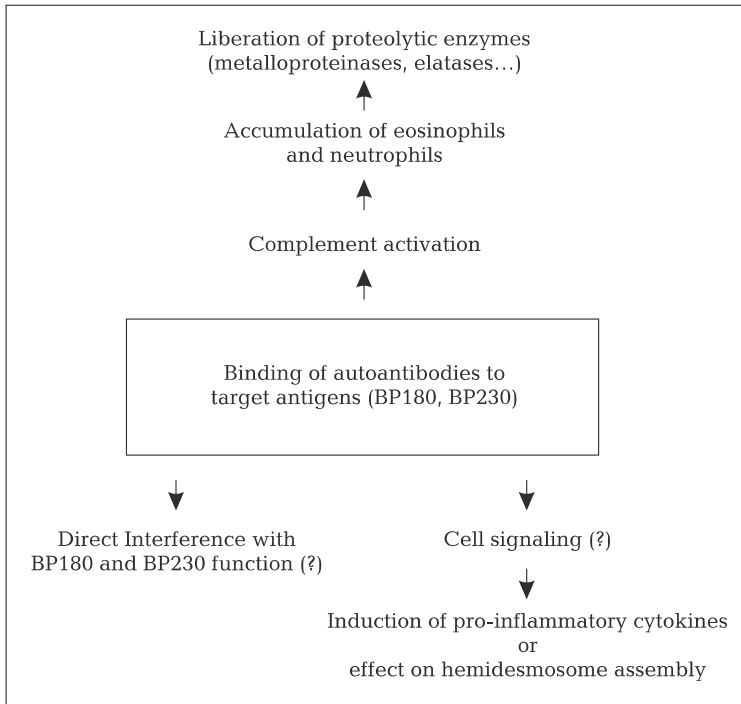 Liberation of proteolytic enzymes
(metalloproteinases, elatases...)
Accumulation of eosinophils
and neutrophils
Complement activation
Binding of autoantibodies to
target antigens (BP180, BP230)
Direct Interference with
BP180 and BP230 function (?)
Cell signaling (?)
Induction of pro-inflammatory cytokines
or
effect on hemidesmosome assembly